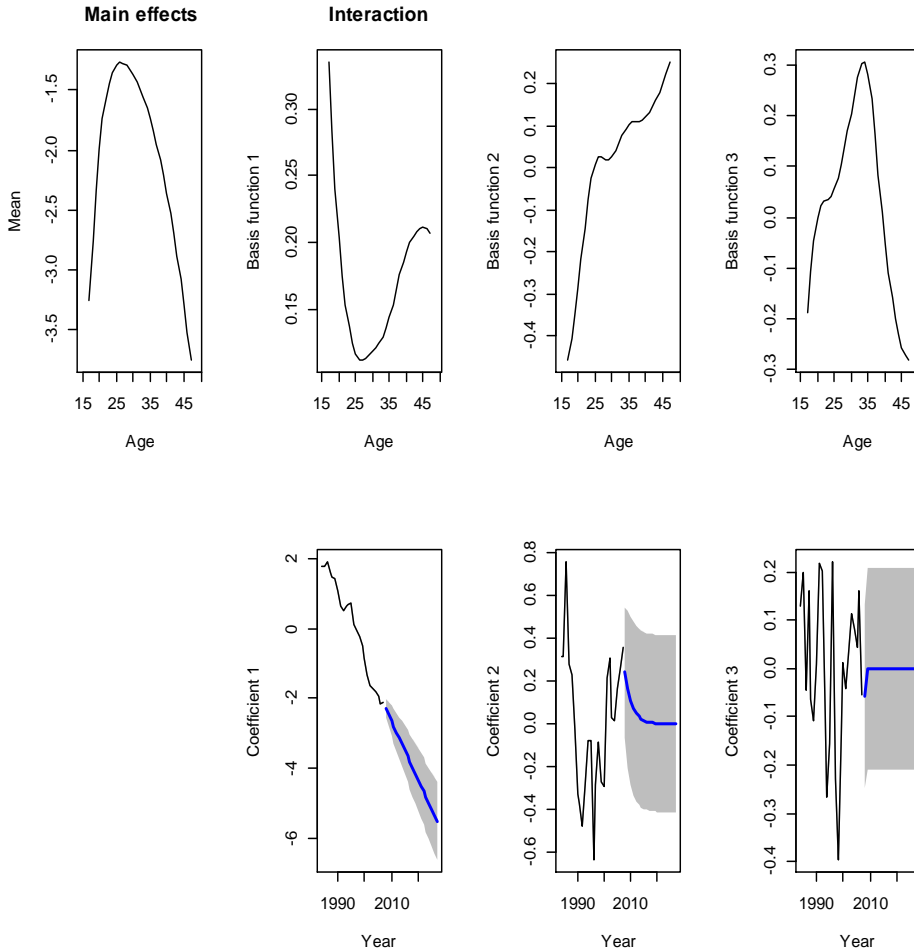 Main effects
Interaction
Mean
-1.5
-2.0
-2.5
-3.0
-3.5
15 25 35 45
Age
Basis function 1
0.30
0.25
0.20
0.15
15 25 35 45
Age
Basis function 2
0.2
0.1
0.0
-0.1
-0.2
-0.3
-0.4
15 25 35 45
Age
Basis function 3
0.3
0.2
0.1
0.0
-0.1
-0.2
-0.3
15 25 35 45
Age
Coefficient 1
2
0
-2
-4
-6
1990 2010
Year
Coefficient 2
0.8
0.6
0.4
0.2
0.0
-0.2
-0.4
-0.6
1990 2010
Year
Coefficient 3
0.2
0.1
0.0
-0.1
-0.2
-0.3
-0.4
1990 2010
Year